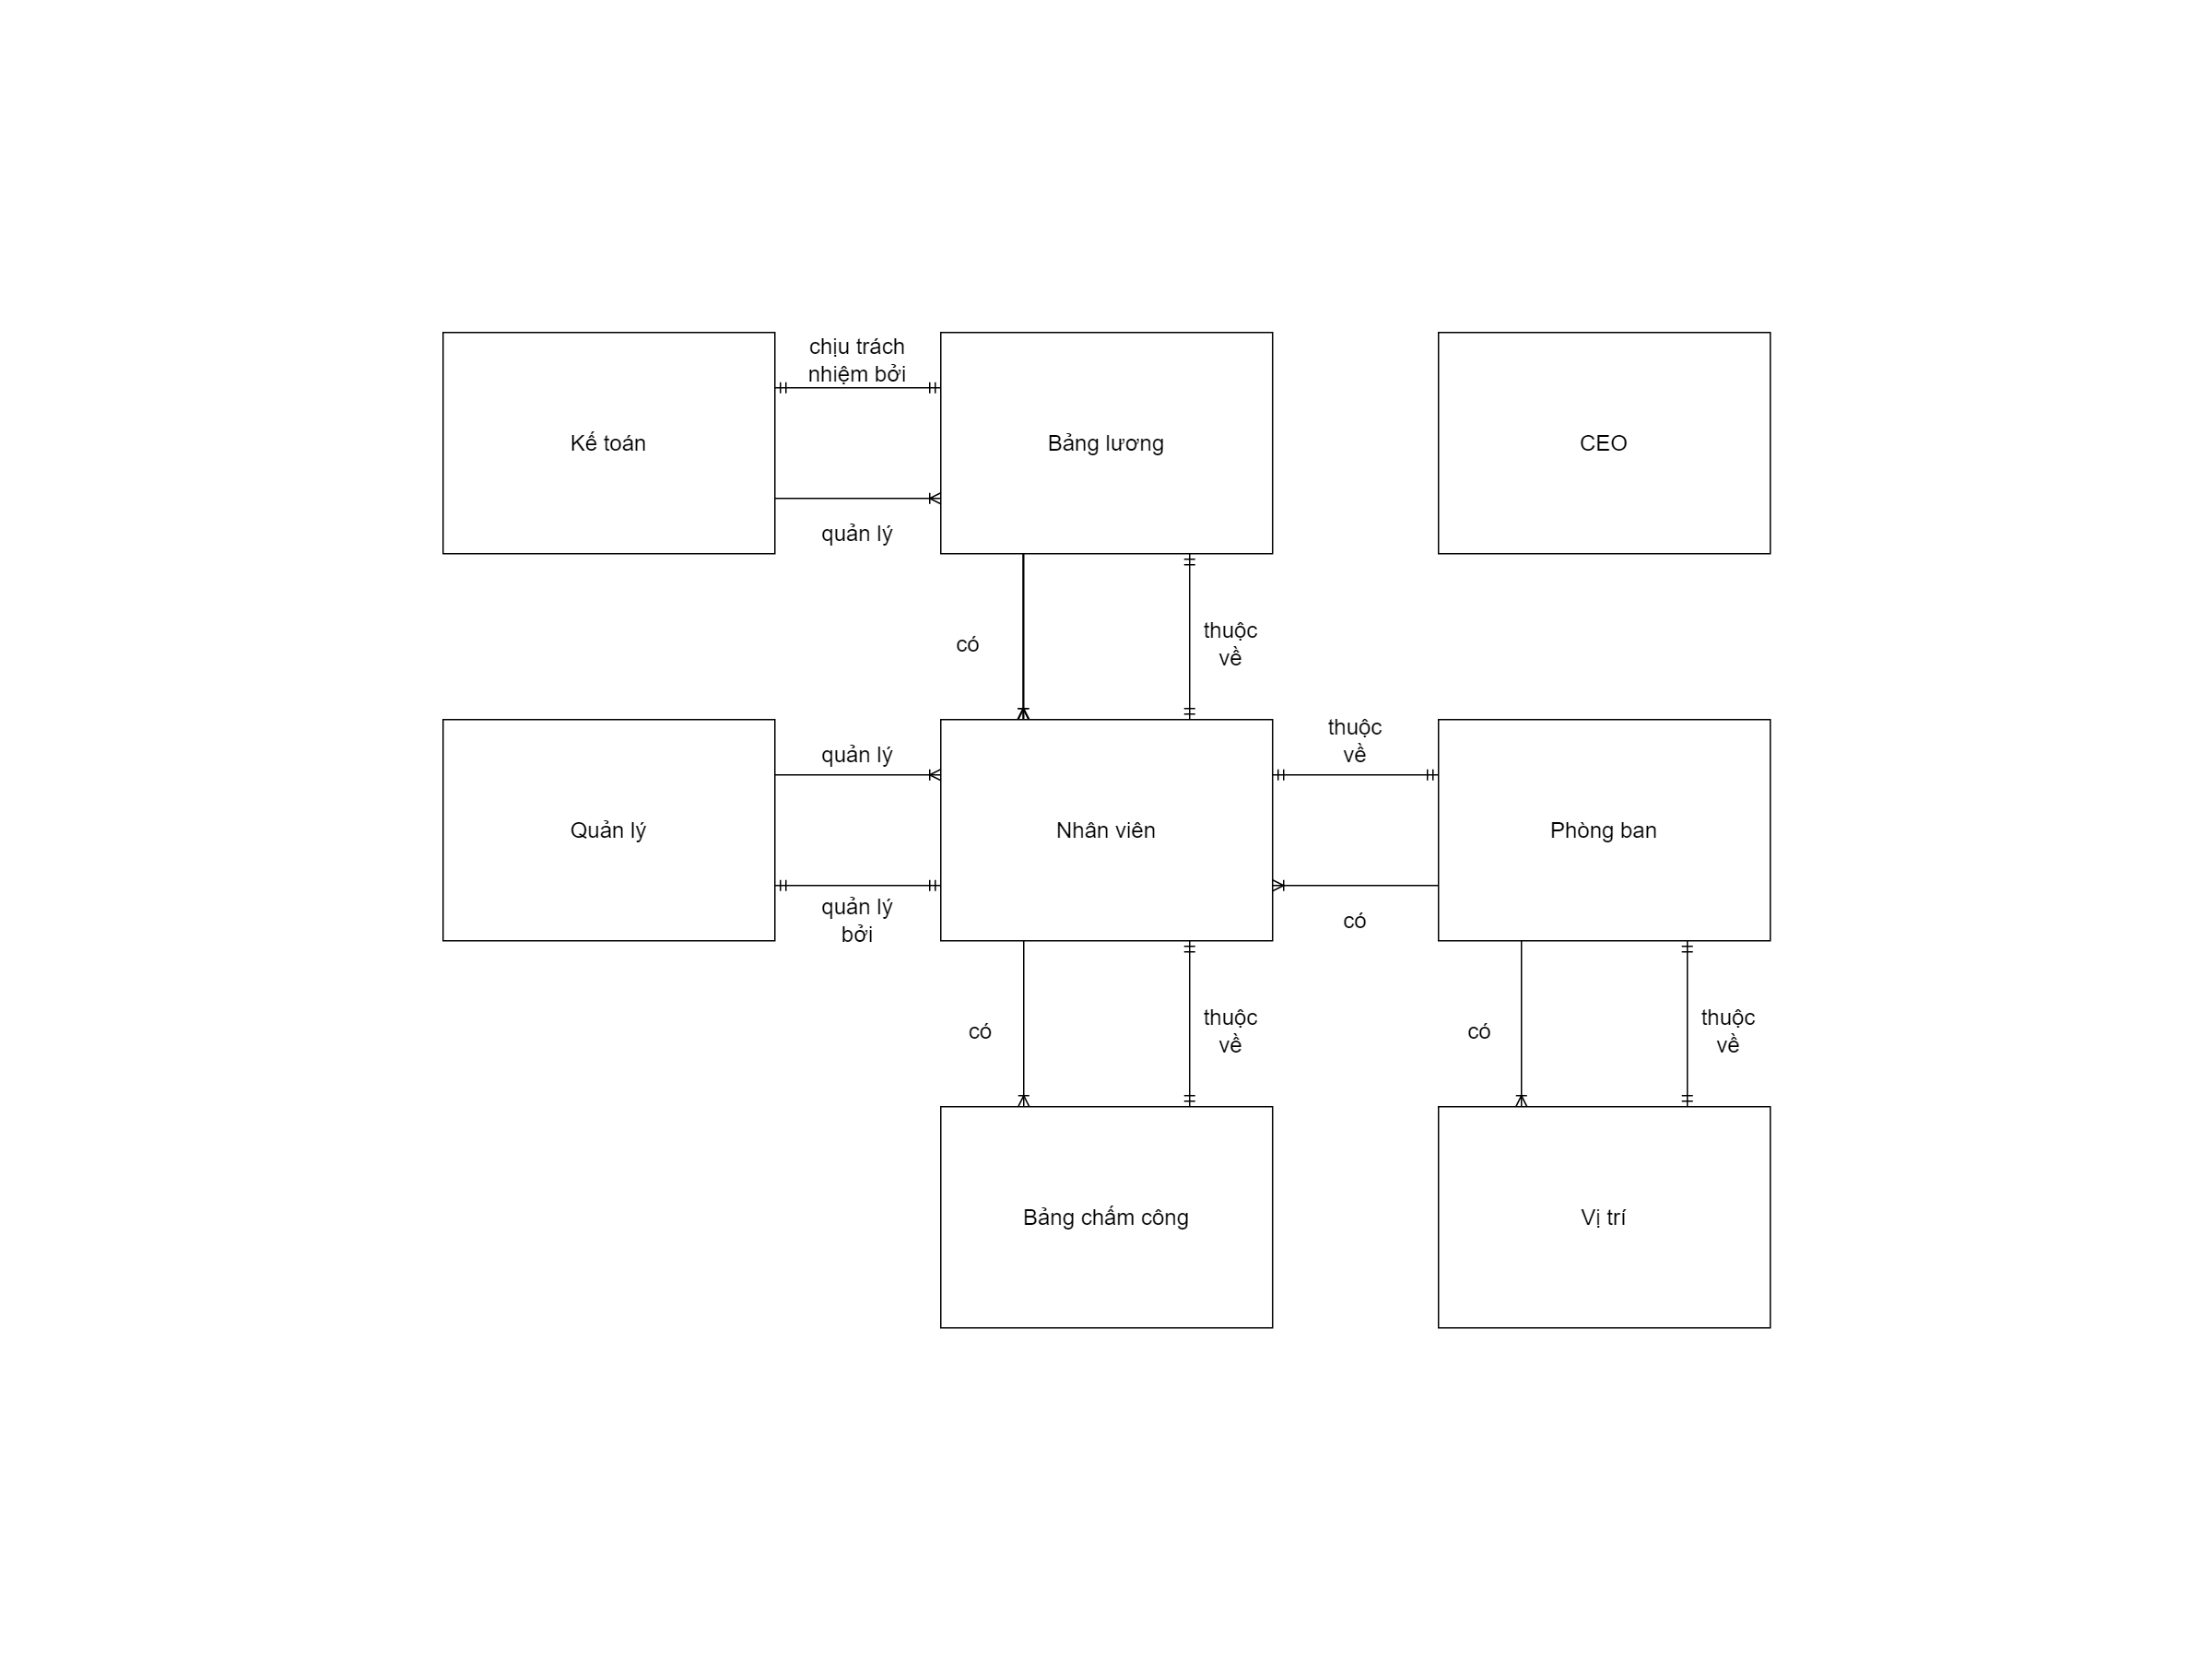 chịu trách
nhiệm bởi
Kế toán
Bảng lương
CEO
quản lý
có
thuộc
về
quản lý
thuộc
về
Quản lý
Nhân viên
Phòng ban
quản lý
bởi
có
có
thuộc
về
có
thuộc
về
Bảng chấm công
Vị trí